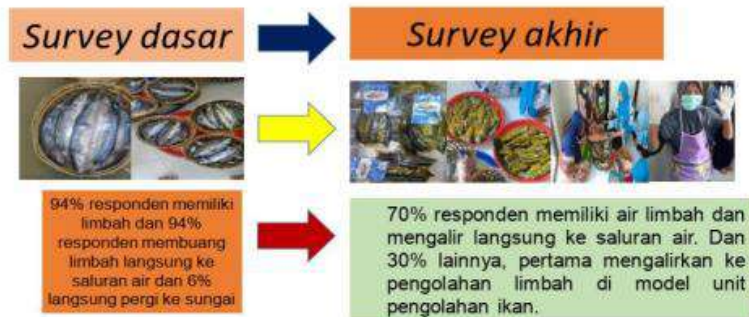 Survey dasar
Survey akhir
94% responden memiliki
limbah dan 94%
responden membuang
limbah langsung ke
saluran air dan 6%
langsung pergi ke sungai
70% responden memiliki air limbah dan
mengalir langsung ke saluran air. Dan
30% lainnya, pertama mengalirkan ke
pengolahan limbah di model unit
pengolahan ikan.